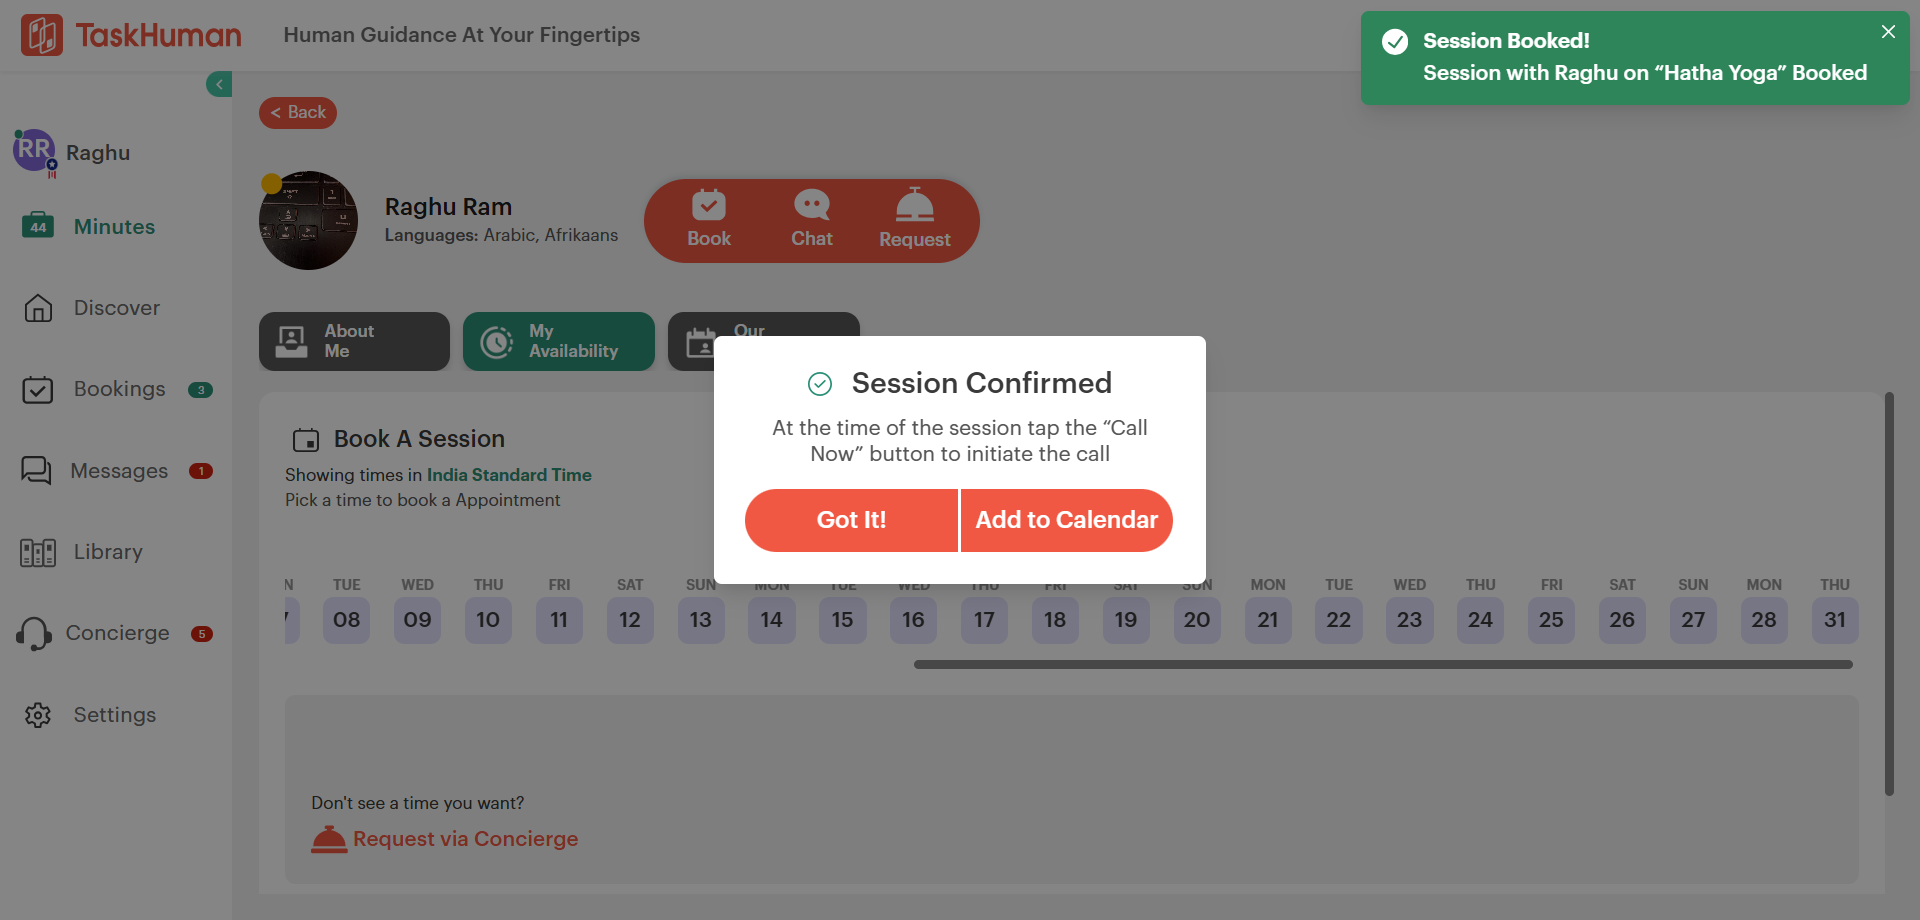 TaskHuman
Human Guidance At Your Fingertips
Session Booked!
Session with Raghu on “Hatha Yoga” Booked
< Back
RR
Raghu
44
Minutes
Discover
Bookings
3
Messages
1
Library
Concierge
5
Settings
Raghu Ram
Languages: Arabic, Afrikaans
Book
Chat
Request
About
Me
My
Availability
Our
Session Confirmed
At the time of the session tap the “Call
Now” button to initiate the call
Got It!
Add to Calendar
Book A Session
Showing times in India Standard Time
Pick a time to book a Appointment
N TUE WED THU FRI SAT SUN MON TUE WED THU FRI SAT SUN MON TUE WED THU FRI SAT SUN MON THU
08 09 10 11 12 13 14 15 16 17 18 19 20 21 22 23 24 25 26 27 28 31
Don't see a time you want?
Request via Concierge